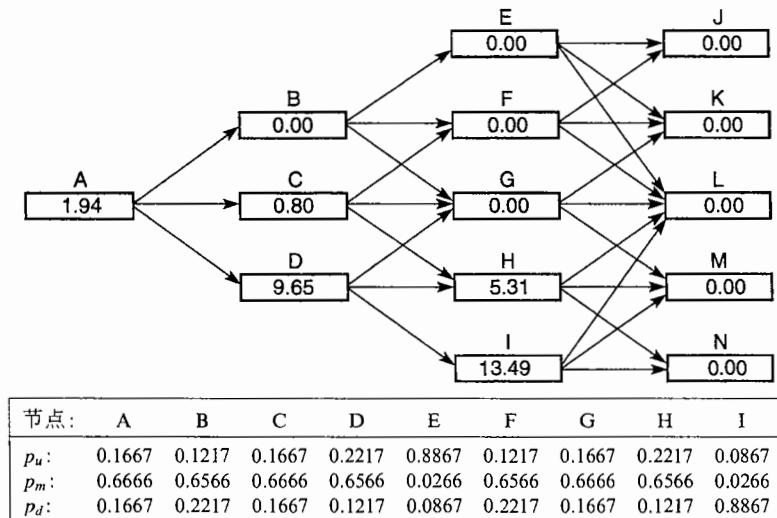 E J
0.00 0.00
B F K
0.00 0.00 0.00
A C G L
1.94 0.80 0.00 0.00
D H M
9.65 5.31 0.00
I N
13.49 0.00
节点: A B C D E F G H I
pu: 0.1667 0.1217 0.1667 0.2217 0.8867 0.1217 0.1667 0.2217 0.0867
pm: 0.6666 0.6566 0.6666 0.6566 0.0266 0.6566 0.6666 0.6566 0.0266
pd: 0.1667 0.2217 0.1667 0.1217 0.0867 0.2217 0.1667 0.1217 0.8867